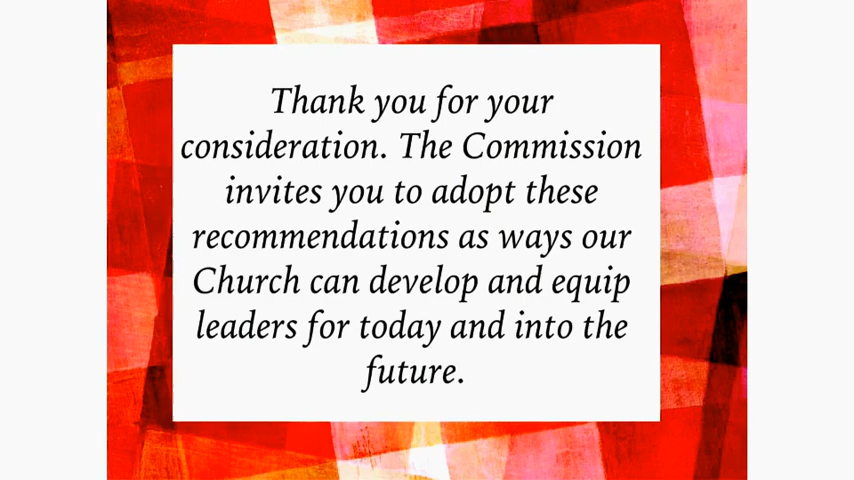 Thank you for your
consideration. The Commission
invites you to adopt these
recommendations as ways our
Church can develop and equip
leaders for today and into the
future.